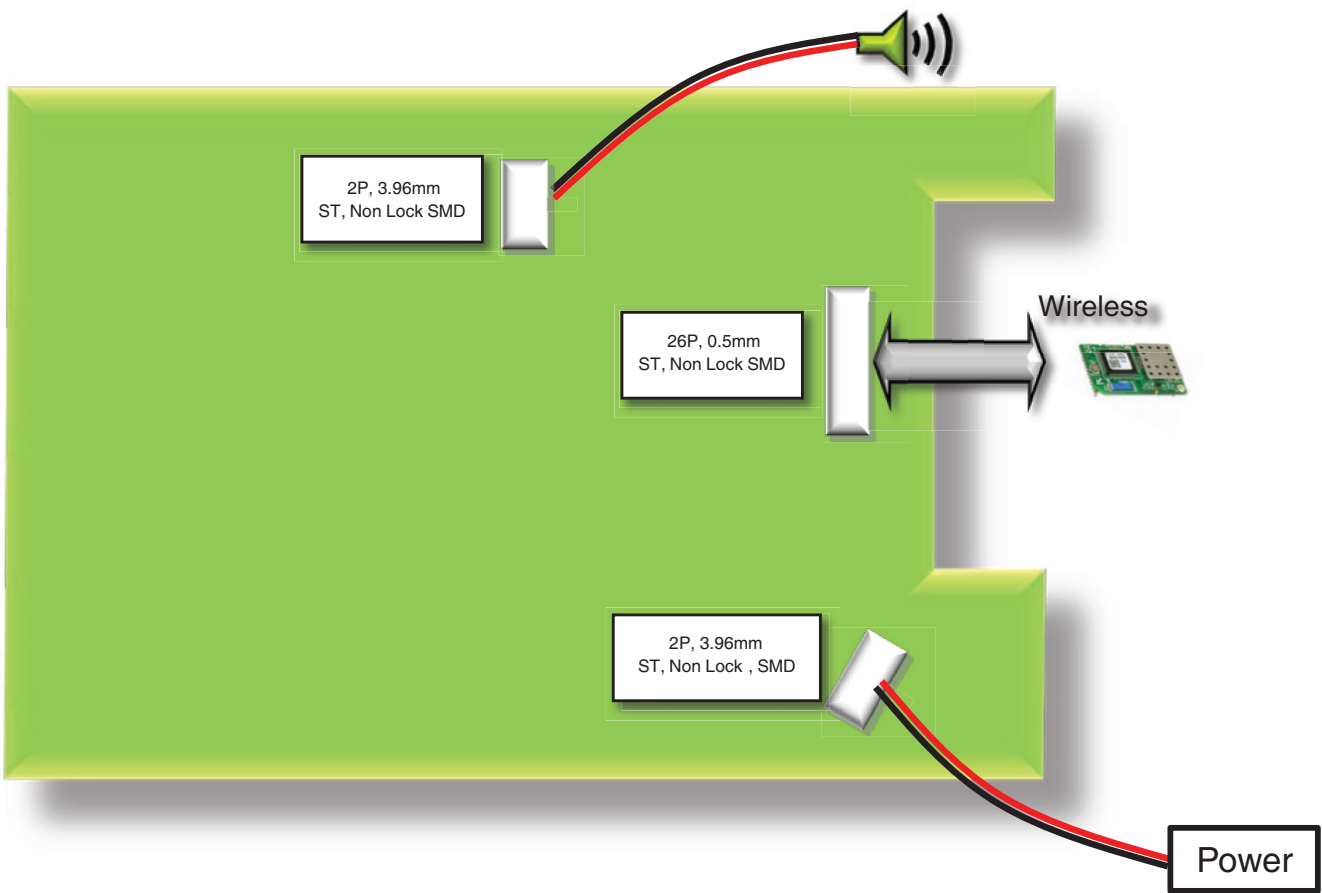 2P, 3.96mm
ST, Non Lock SMD
Wireless
26P, 0.5mm
ST, Non Lock SMD
2P, 3.96mm
ST, Non Lock , SMD
Power